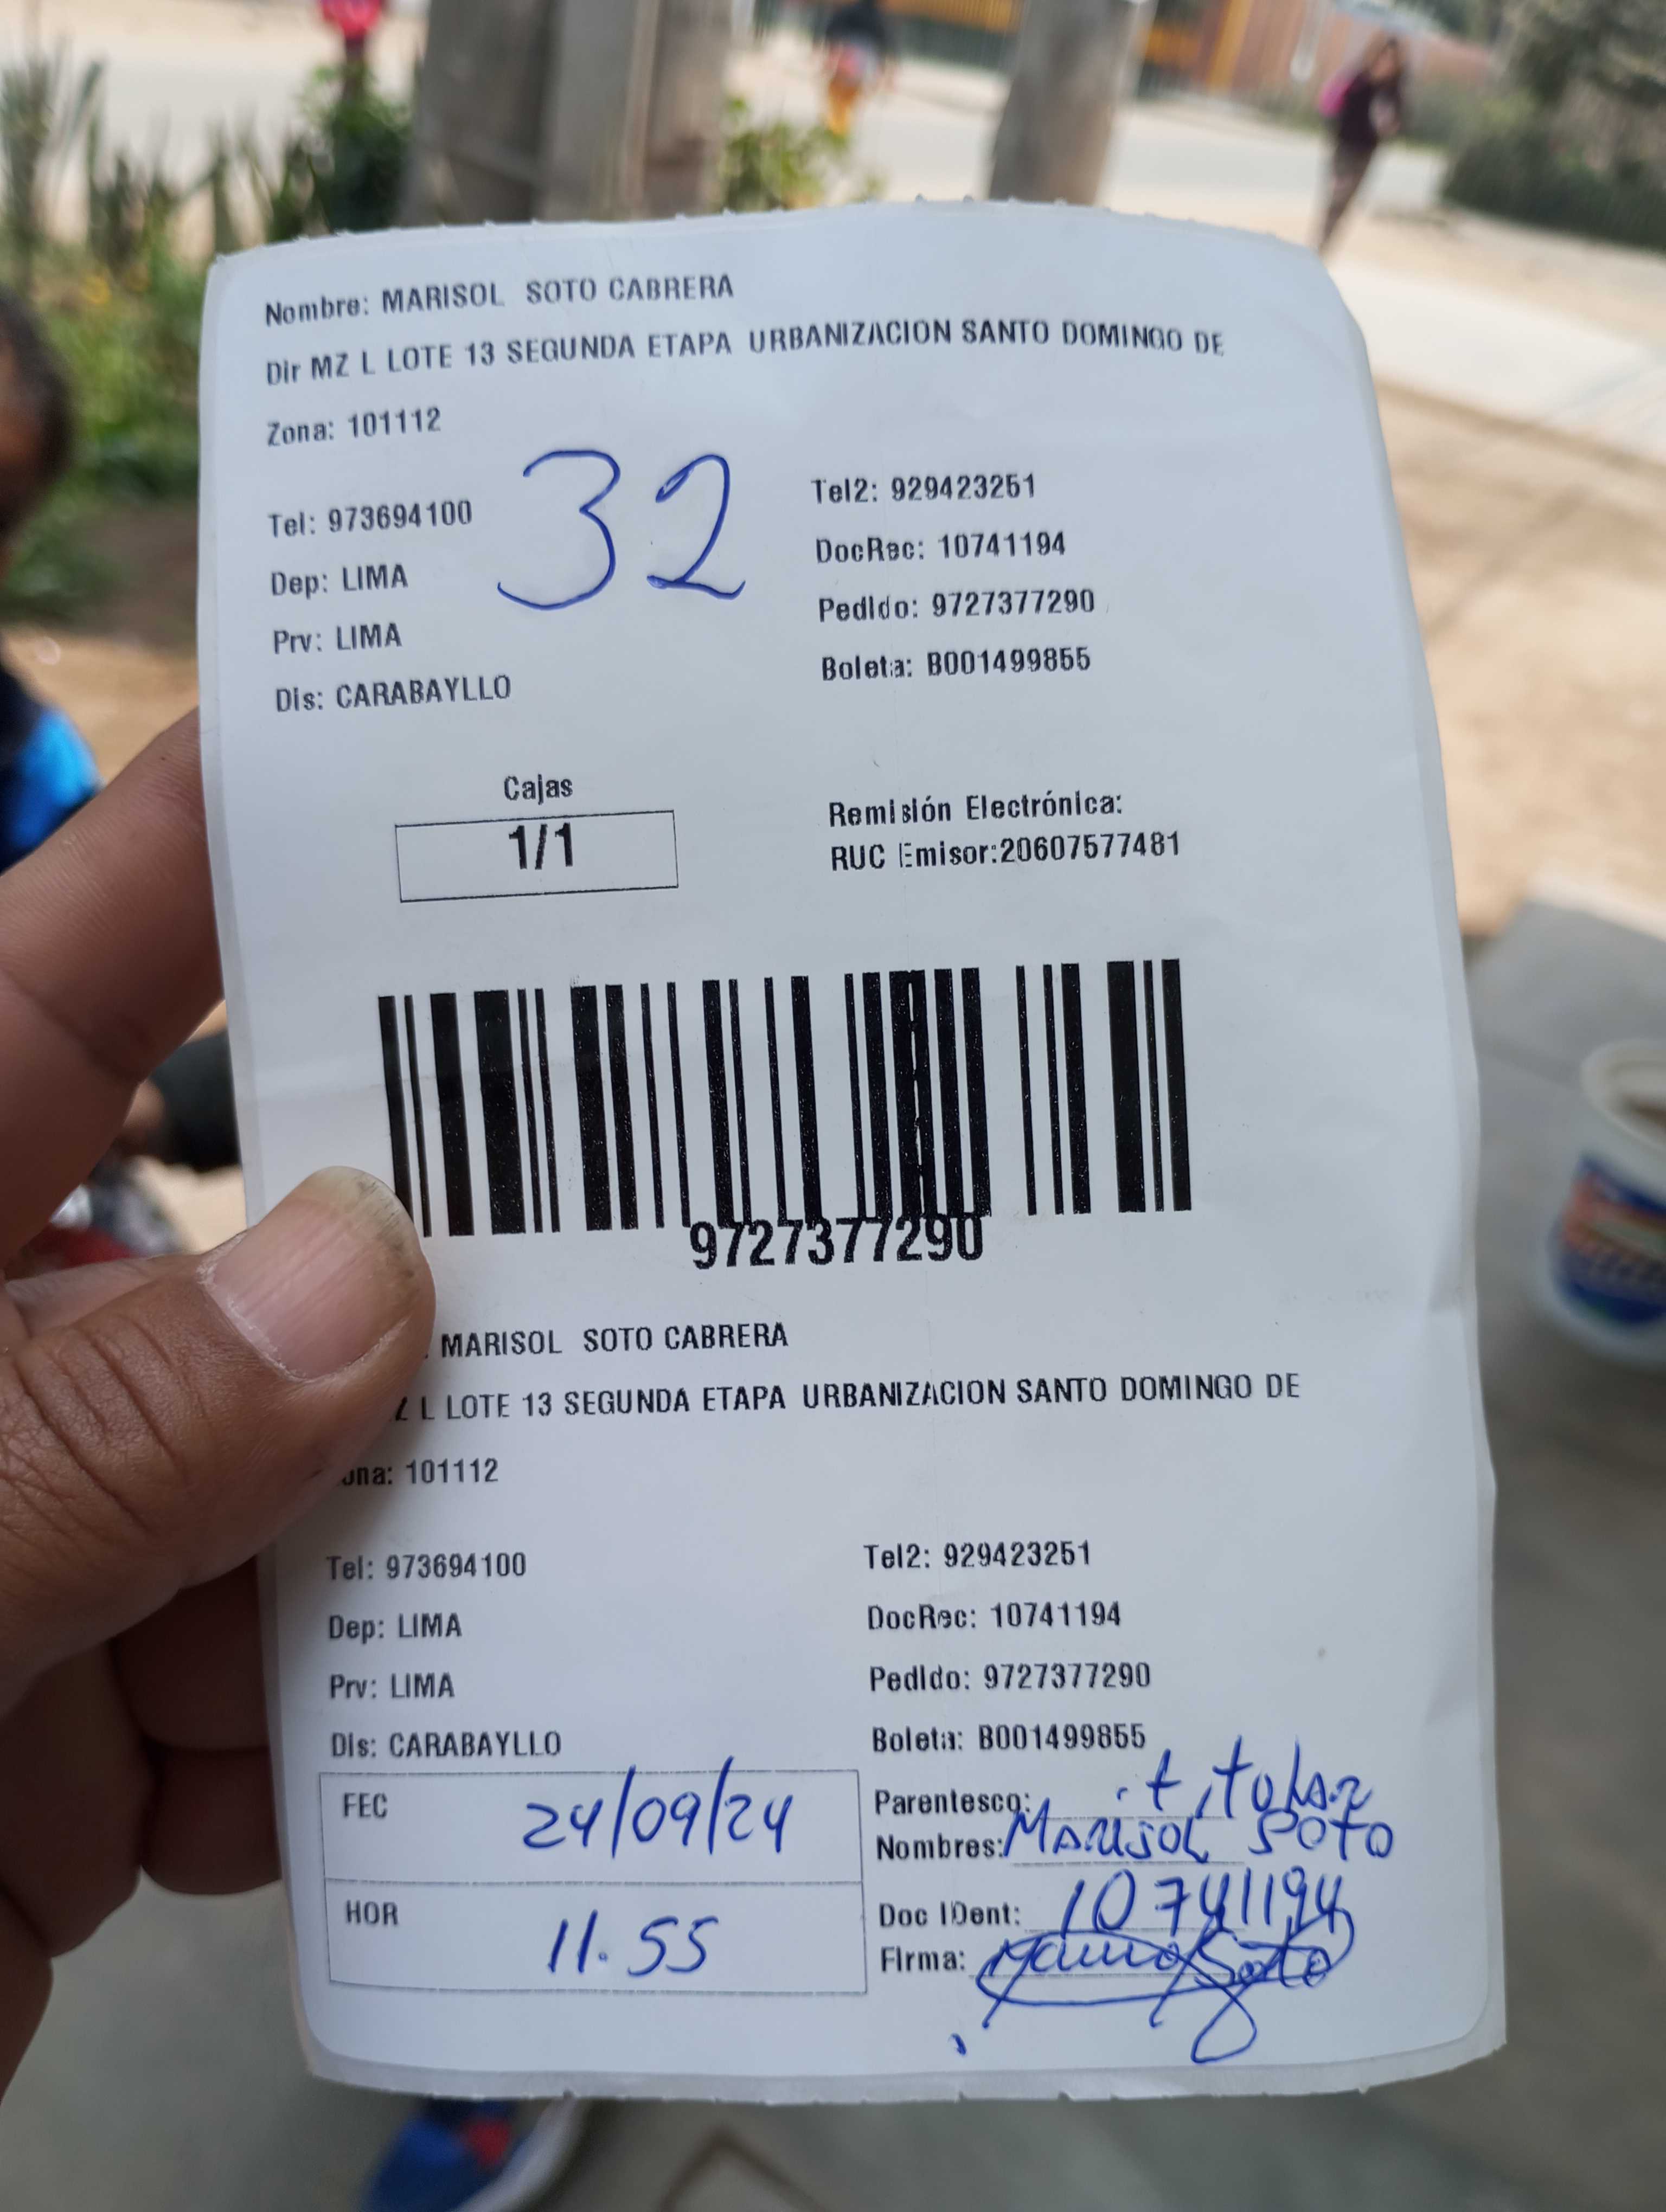 Nombre: MARISOL SOTO CABRERA
Dir MZ L LOTE 13 SEGUNDA ETAPA URBANIZACION SANTO DOMINGO DE
Zona: 101112
32
Tel: 973694100 Tel2: 929423251
Dep: LIMA DocRec: 10741194
Prv: LIMA Pedido: 9727377290
Dis: CARABAYLLO Boleta: B001499855
Cajas
1/1
Remisión Electrónica:
RUC Emisor:20607577481
9727377290
MARISOL SOTO CABRERA
Z L LOTE 13 SEGUNDA ETAPA URBANIZACION SANTO DOMINGO DE
ona: 101112
Tel: 973694100 Tel2: 929423251
Dep: LIMA DocRec: 10741194
Prv: LIMA Pedido: 9727377290
Dis: CARABAYLLO Boleta: B001499855
FEC 24/09/24
HOR 11.55
Parentesco: titular
Nombres: MARISOL SOTO
Doc IDent: 10741194
Firma: Soto